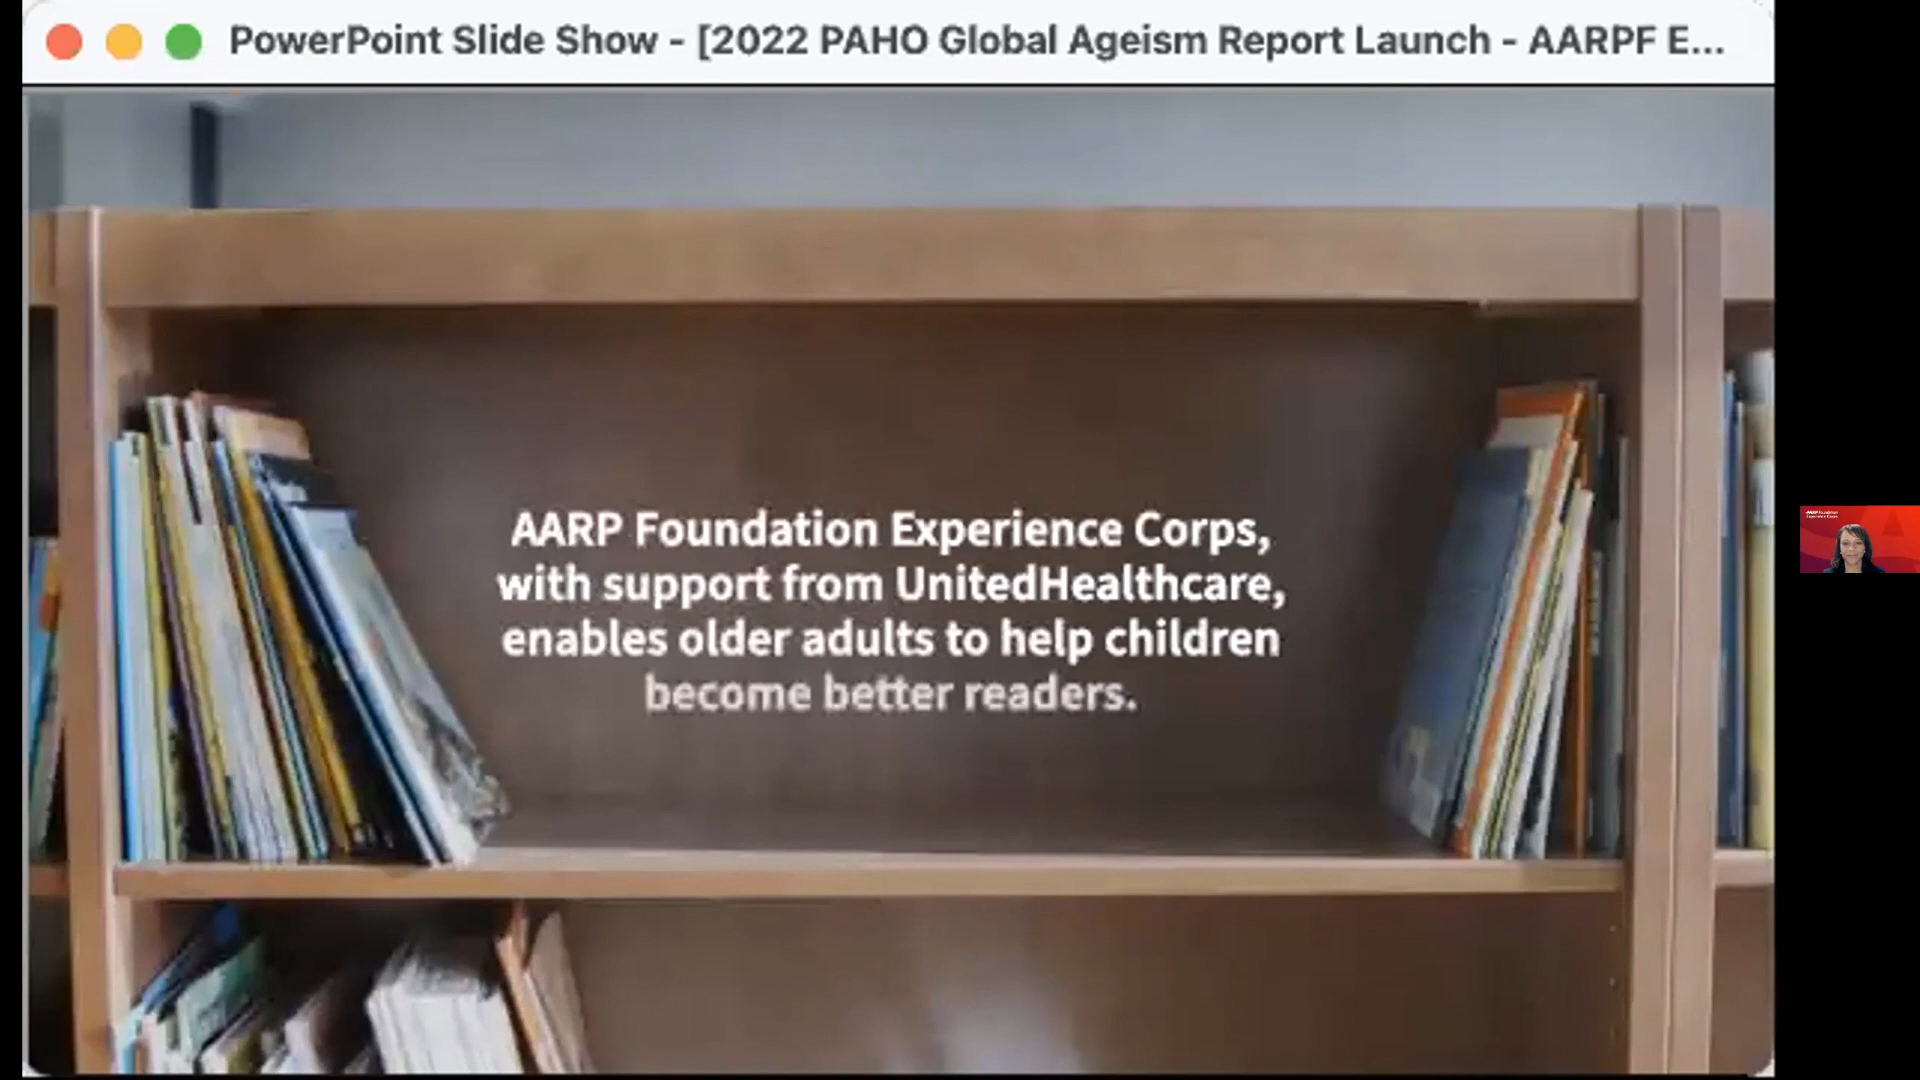 PowerPoint Slide Show - [2022 PAHO Global Ageism Report Launch - AARPF E...
AARP Foundation Experience Corps,
with support from UnitedHealthcare,
enables older adults to help children
become better readers.